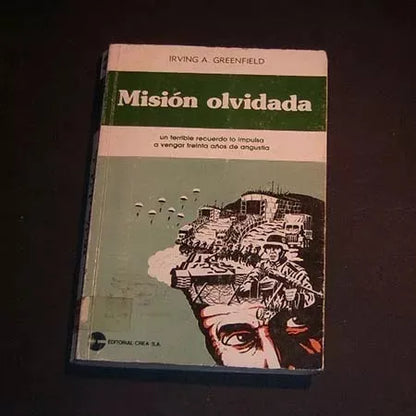 IRVING A. GREENFIELD
Misión olvidada
un terrible recuerdo lo impulsa
a vengar treinta años de angustia
EDITORIAL CREA S.A.